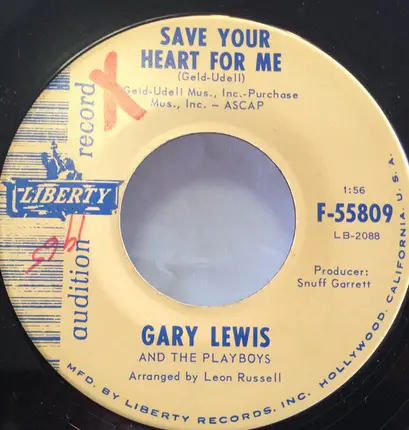 SAVE YOUR
HEART FOR ME
(Geld-Udell)
Geld-Udell Mus., Inc.-Purchase
Mus., Inc. – ASCAP
X
audition record
LIBERTY
1965
1:56
F-55809
LB-2088
Producer:
Snuff Garrett
GARY LEWIS
AND THE PLAYBOYS
Arranged by Leon Russell
MFD. BY LIBERTY RECORDS, INC. HOLLYWOOD, CALIFORNIA, U. S. A.